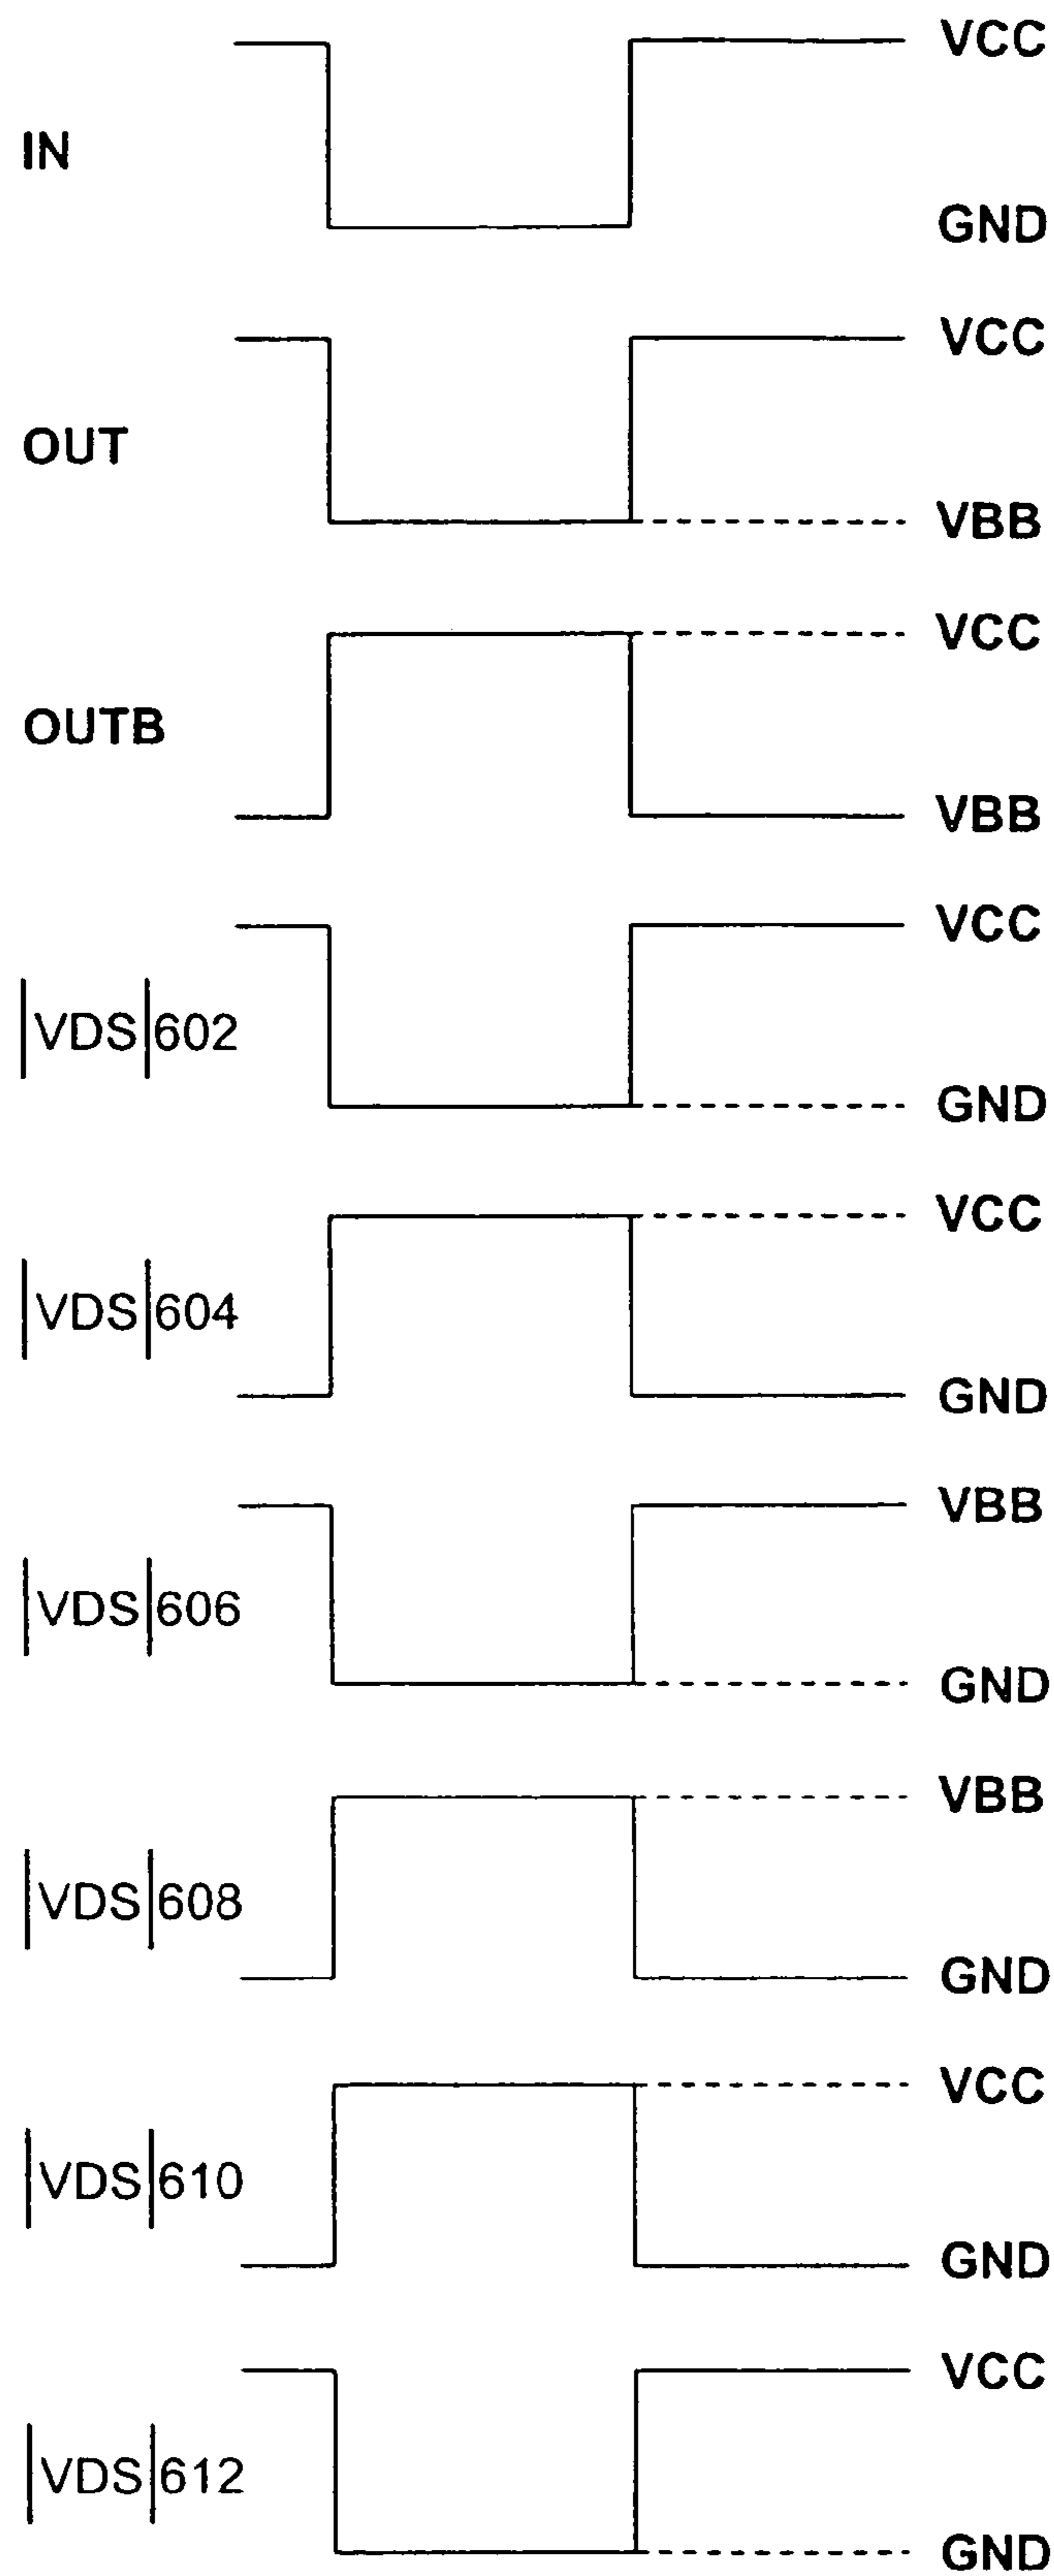 VCC
IN
GND
VCC
OUT
VBB
VCC
OUTB
VBB
VCC
|VDS|602
GND
VCC
|VDS|604
GND
VBB
|VDS|606
GND
VBB
|VDS|608
GND
VCC
|VDS|610
GND
VCC
|VDS|612
GND